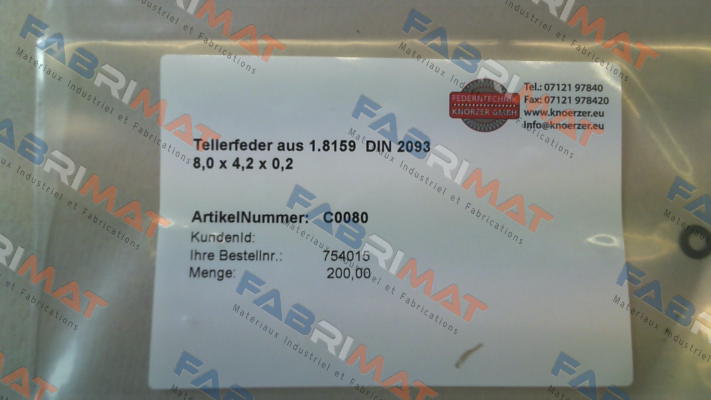 FEDERNTECHNIK
KNÖRZER GMBH
Tel.: 07121 97840
Fax: 07121 978420
www.knoerzer.eu
info@knoerzer.eu
Tellerfeder aus 1.8159 DIN 2093
8,0 x 4,2 x 0,2
ArtikelNummer: C0080
KundenId:
Ihre Bestellnr.: 754015
Menge: 200,00
FABRIMAT
Materiaux Industriel et Fabrications